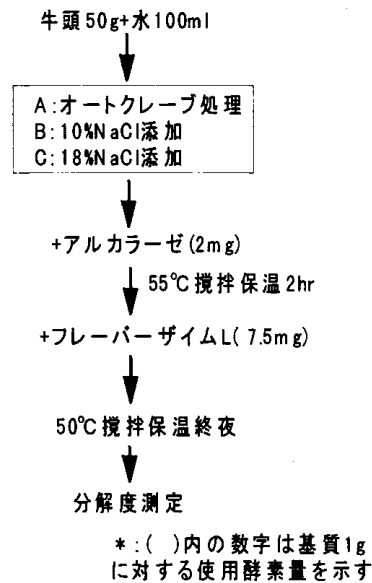 牛頭50g+水100ml
A:オートクレーブ処理
B:10%NaCl添加
C:18%NaCl添加
+アルカラーゼ(2mg)
55℃撹拌保温2hr
+フレーバーザイムL(7.5mg)
50℃撹拌保温終夜
分解度測定
*:( )内の数字は基質1g
に対する使用酵素量を示す